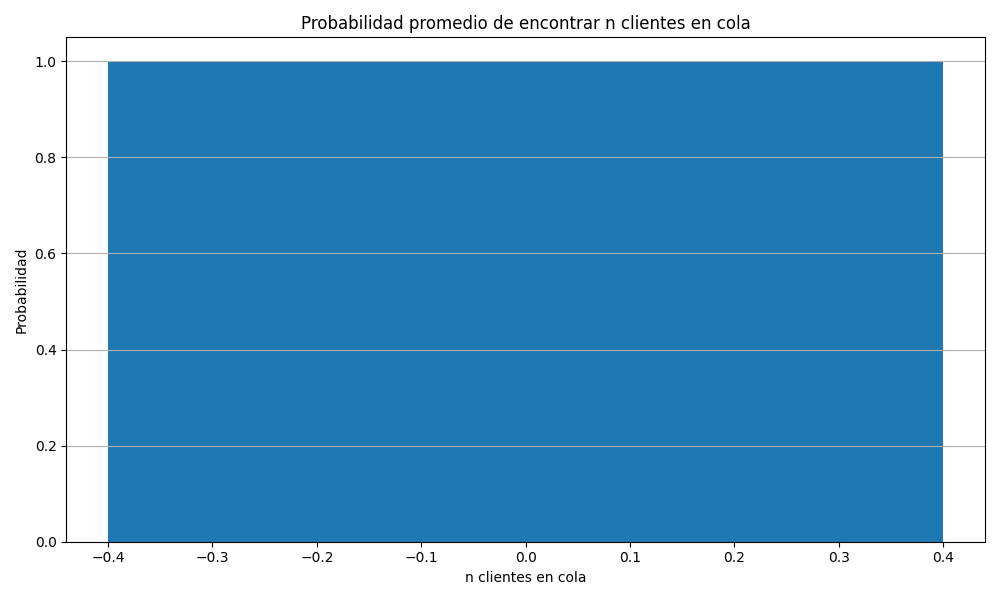 Probabilidad promedio de encontrar n clientes en cola
1.0
0.8
0.6
0.4
0.2
0.0
Probabilidad
−0.4 −0.3 −0.2 −0.1 0.0 0.1 0.2 0.3 0.4
n clientes en cola